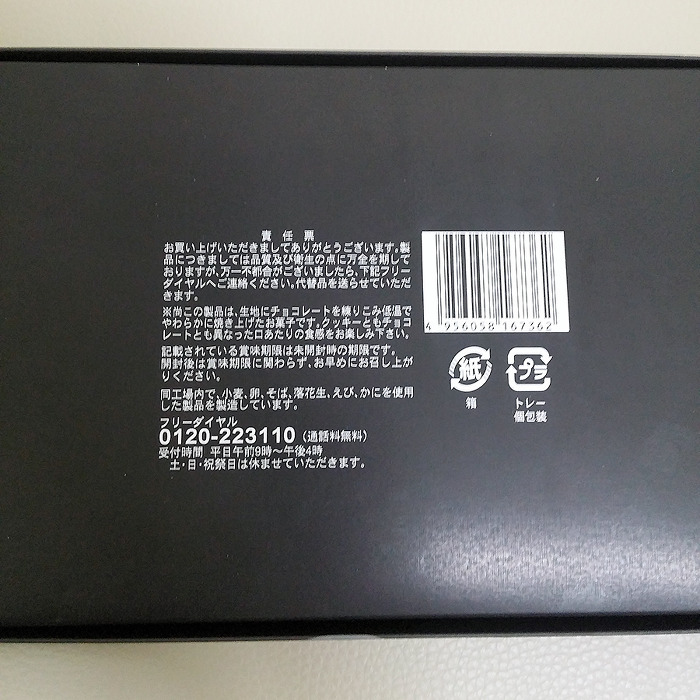 責任票
お買い上げいただきましてありがとうございます。製
品につきましては品質及び衛生の点に万全を期して
おりますが、万一不都合がございましたら、下記フリー
ダイヤルへご連絡ください。代替品を送らせていただ
きます。
※尚この製品は、生地にチョコレートを練りこみ低温で
やわらかに焼き上げたお菓子です。クッキーともチョコ
レートとも異なった口あたりの食感をお楽しみ下さい。
記載されている賞味期限は未開封時の期限です。
開封後は賞味期限に関わらず、お早めにお召し上が
りください。
同工場内で、小麦、卵、そば、落花生、えび、かにを使用
した製品を製造しています。
フリーダイヤル
0120-223110（通話料無料）
受付時間 平日午前9時～午後4時
土・日・祝祭日は休ませていただきます。
4 956058 167362
紙
箱
プラ
トレー
個包装